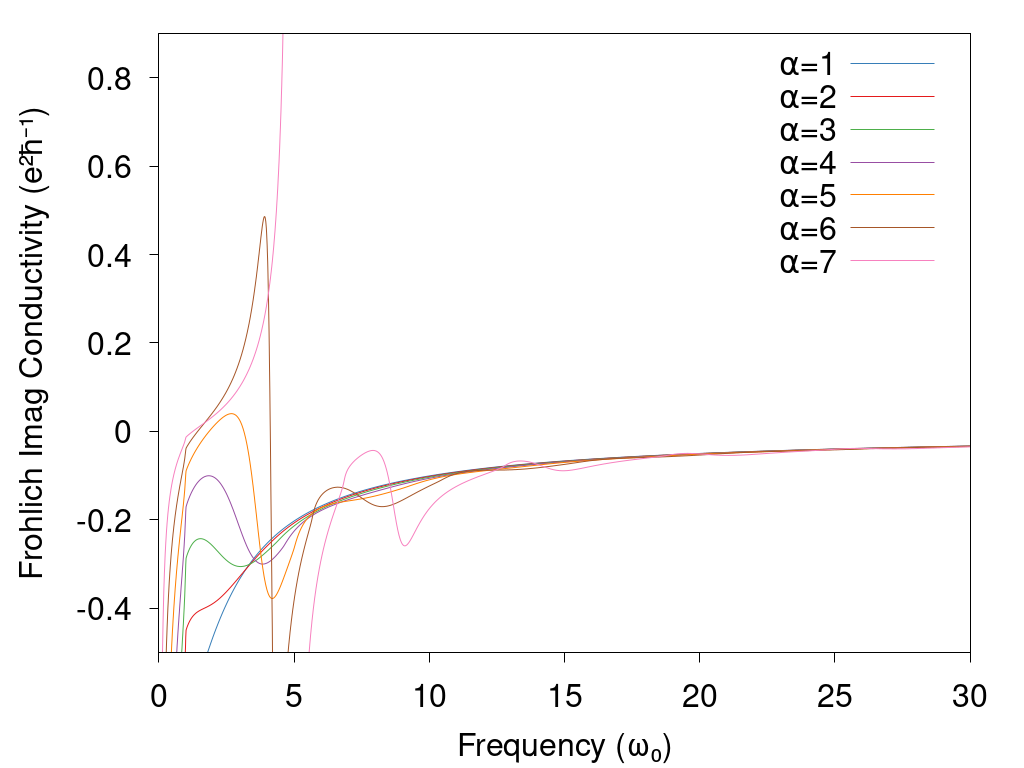 Frohlich Imag Conductivity (e²ħ⁻¹)
0.8
0.6
0.4
0.2
0
-0.2
-0.4
α=1
α=2
α=3
α=4
α=5
α=6
α=7
0 5 10 15 20 25 30
Frequency (ω₀)